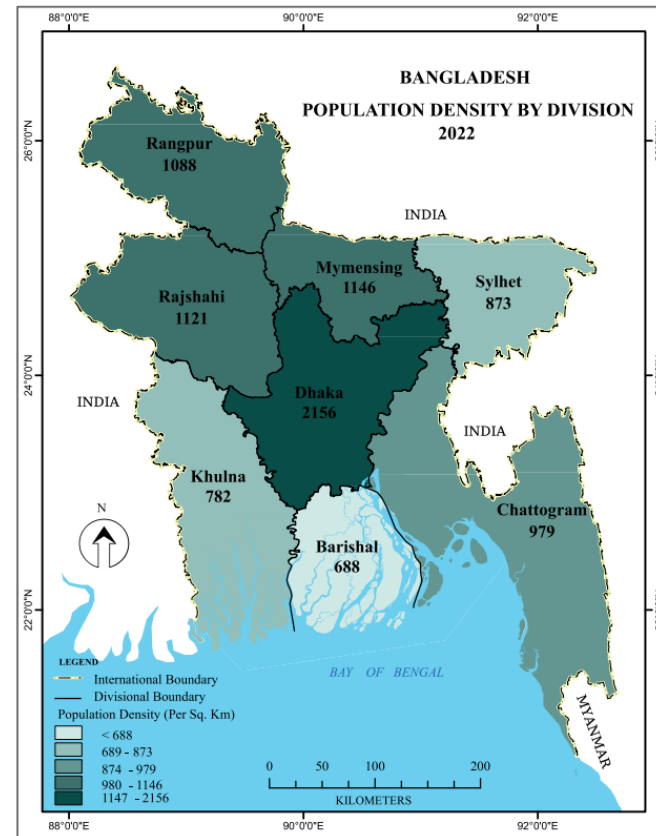 88°0'0"E
90°0'0"E
92°0'0"E
BANGLADESH
POPULATION DENSITY BY DIVISION
2022
26°0'0"N
Rangpur
1088
INDIA
Mymensing
1146
Sylhet
873
Rajshahi
1121
24°0'0"N
INDIA
Dhaka
2156
INDIA
Khulna
782
Chattogram
979
N
Barishal
688
22°0'0"N
BAY OF BENGAL
MYANMAR
LEGEND
International Boundary
Divisional Boundary
Population Density (Per Sq. Km)
< 688
689 - 873
874 - 979
980 - 1146
1147 - 2156
0 50 100 200
KILOMETERS
88°0'0"E
90°0'0"E
92°0'0"E